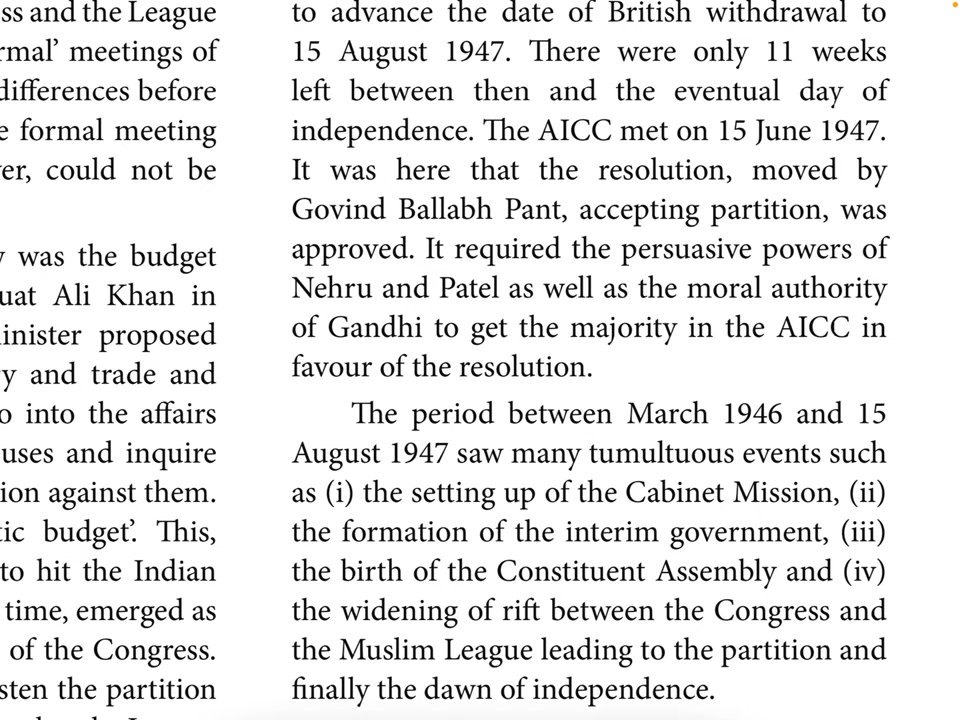 ss and the League
rmal’ meetings of
differences before
e formal meeting
er, could not be
was the budget
uat Ali Khan in
inister proposed
ry and trade and
o into the affairs
uses and inquire
ion against them.
tic budget’. This,
to hit the Indian
time, emerged as
of the Congress.
sten the partition
to advance the date of British withdrawal to
15 August 1947. There were only 11 weeks
left between then and the eventual day of
independence. The AICC met on 15 June 1947.
It was here that the resolution, moved by
Govind Ballabh Pant, accepting partition, was
approved. It required the persuasive powers of
Nehru and Patel as well as the moral authority
of Gandhi to get the majority in the AICC in
favour of the resolution.
The period between March 1946 and 15
August 1947 saw many tumultuous events such
as (i) the setting up of the Cabinet Mission, (ii)
the formation of the interim government, (iii)
the birth of the Constituent Assembly and (iv)
the widening of rift between the Congress and
the Muslim League leading to the partition and
finally the dawn of independence.